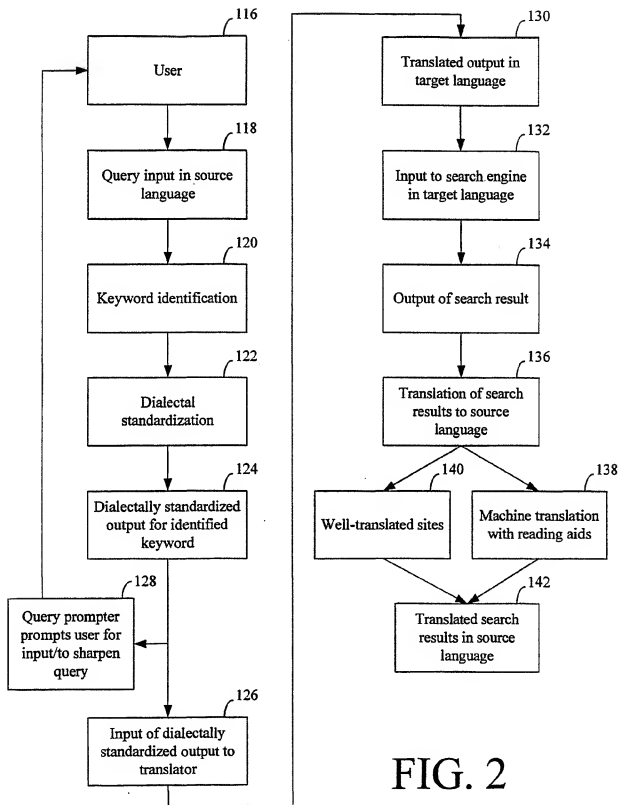 116
User
118
Query input in source
language
120
Keyword identification
122
Dialectal
standardization
124
Dialectally standardized
output for identified
keyword
128
Query prompter
prompts user for
input/to sharpen
query
126
Input of dialectally
standardized output to
translator
130
Translated output in
target language
132
Input to search engine
in target language
134
Output of search result
136
Translation of search
results to source
language
140
Well-translated sites
138
Machine translation
with reading aids
142
Translated search
results in source
language
FIG. 2